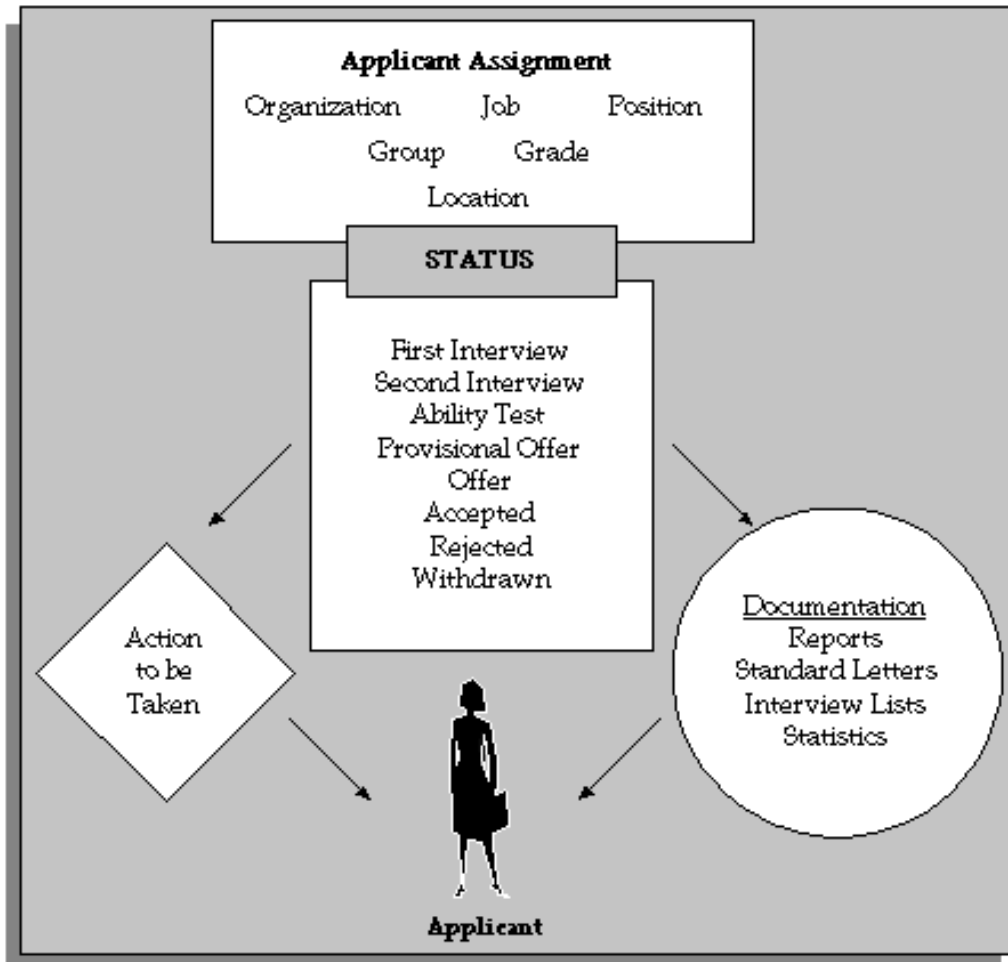 Applicant Assignment
Organization Job Position
Group Grade
Location
STATUS
First Interview
Second Interview
Ability Test
Provisional Offer
Offer
Accepted
Rejected
Withdrawn
Action
to be
Taken
Documentation
Reports
Standard Letters
Interview Lists
Statistics
Applicant